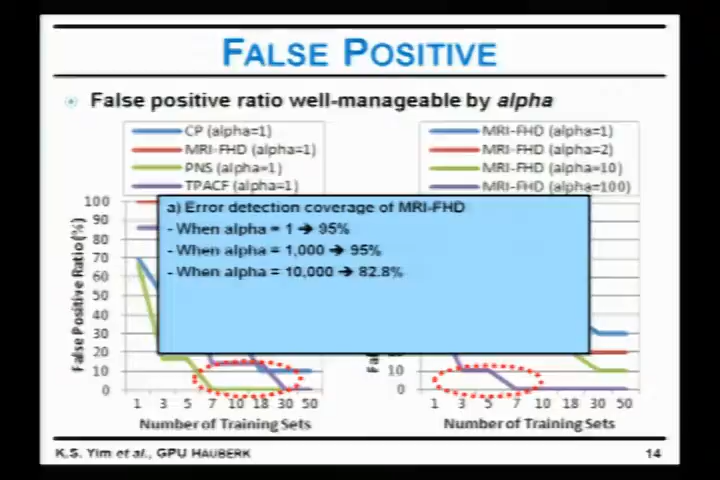 FALSE POSITIVE
False positive ratio well-manageable by alpha
CP (alpha=1)
MRI-FHD (alpha=1)
PNS (alpha=1)
TPACF (alpha=1)
MRI-FHD (alpha=1)
MRI-FHD (alpha=2)
MRI-FHD (alpha=10)
MRI-FHD (alpha=100)
a) Error detection coverage of MRI-FHD
- When alpha = 1 → 95%
- When alpha = 1,000 → 95%
- When alpha = 10,000 → 82.8%
False Positive Ratio (%)
100
90
80
70
60
50
40
30
20
10
0
1 3 5 7 10 18 30 50
Number of Training Sets
10
0
1 3 5 7 10 18 30 50
Number of Training Sets
K.S. Yim et al., GPU HAUBERK
14